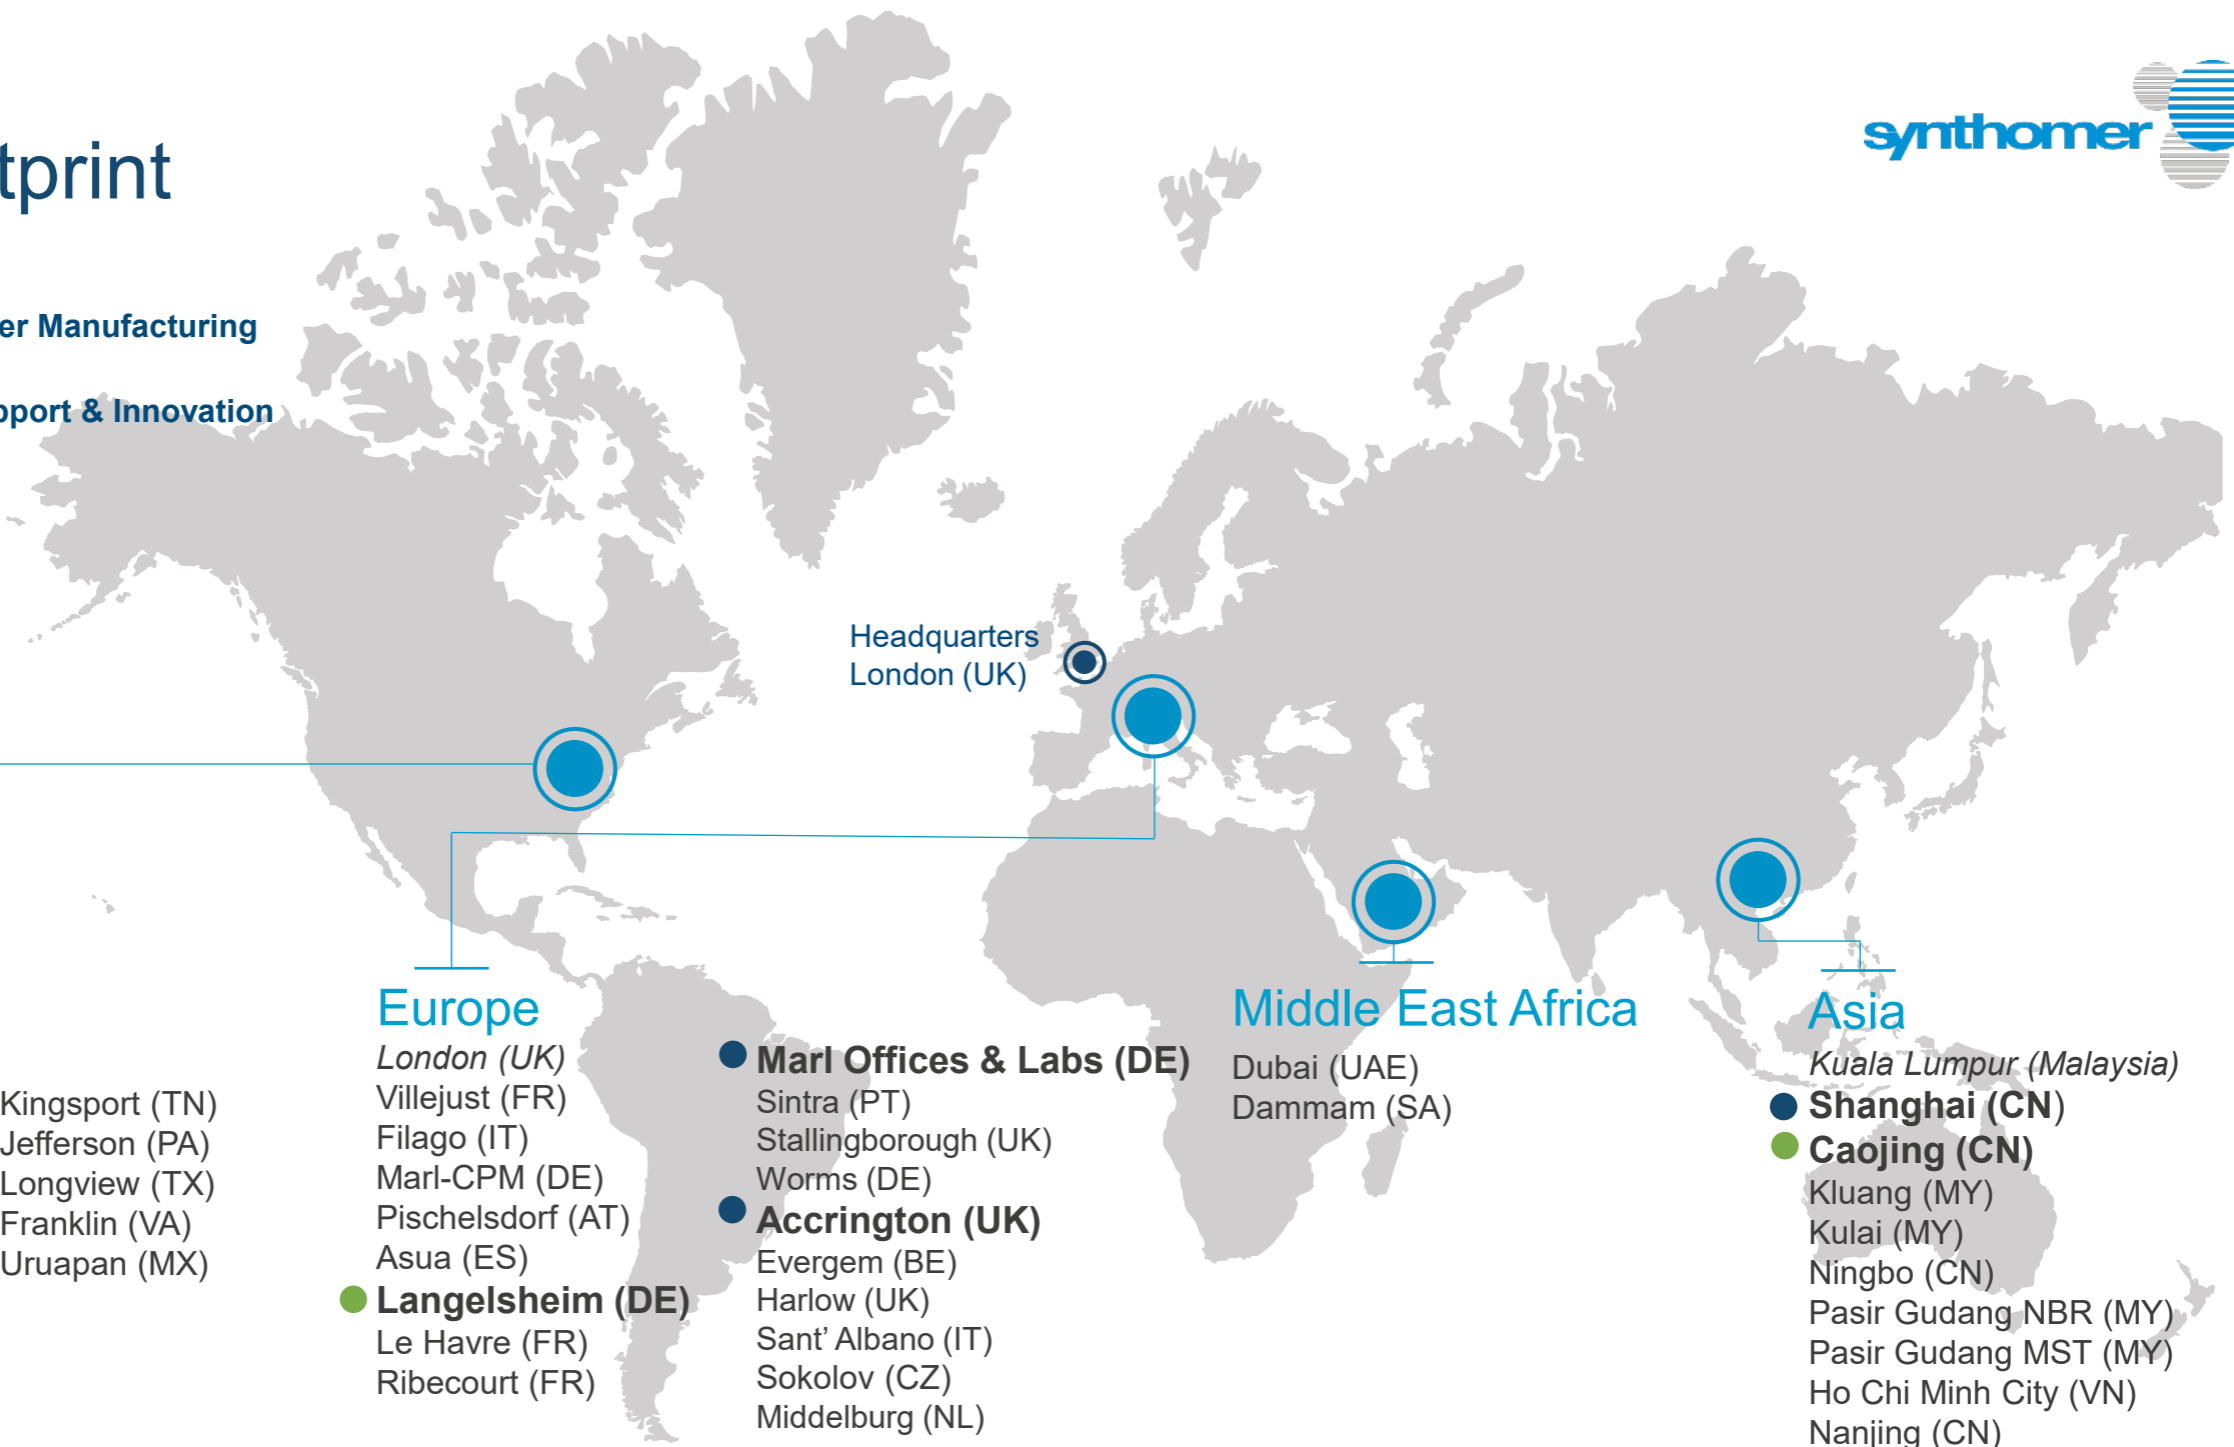 tprint
synthomer
er Manufacturing
pport & Innovation
Headquarters
London (UK)
Kingsport (TN)
Jefferson (PA)
Longview (TX)
Franklin (VA)
Uruapan (MX)
Europe
London (UK)
Villejust (FR)
Filago (IT)
Marl-CPM (DE)
Pischelsdorf (AT)
Asua (ES)
Langelsheim (DE)
Le Havre (FR)
Ribecourt (FR)
Marl Offices & Labs (DE)
Sintra (PT)
Stallingborough (UK)
Worms (DE)
Accrington (UK)
Evergem (BE)
Harlow (UK)
Sant' Albano (IT)
Sokolov (CZ)
Middelburg (NL)
Middle East Africa
Dubai (UAE)
Dammam (SA)
Asia
Kuala Lumpur (Malaysia)
Shanghai (CN)
Caojing (CN)
Kluang (MY)
Kulai (MY)
Ningbo (CN)
Pasir Gudang NBR (MY)
Pasir Gudang MST (MY)
Ho Chi Minh City (VN)
Nanjing (CN)